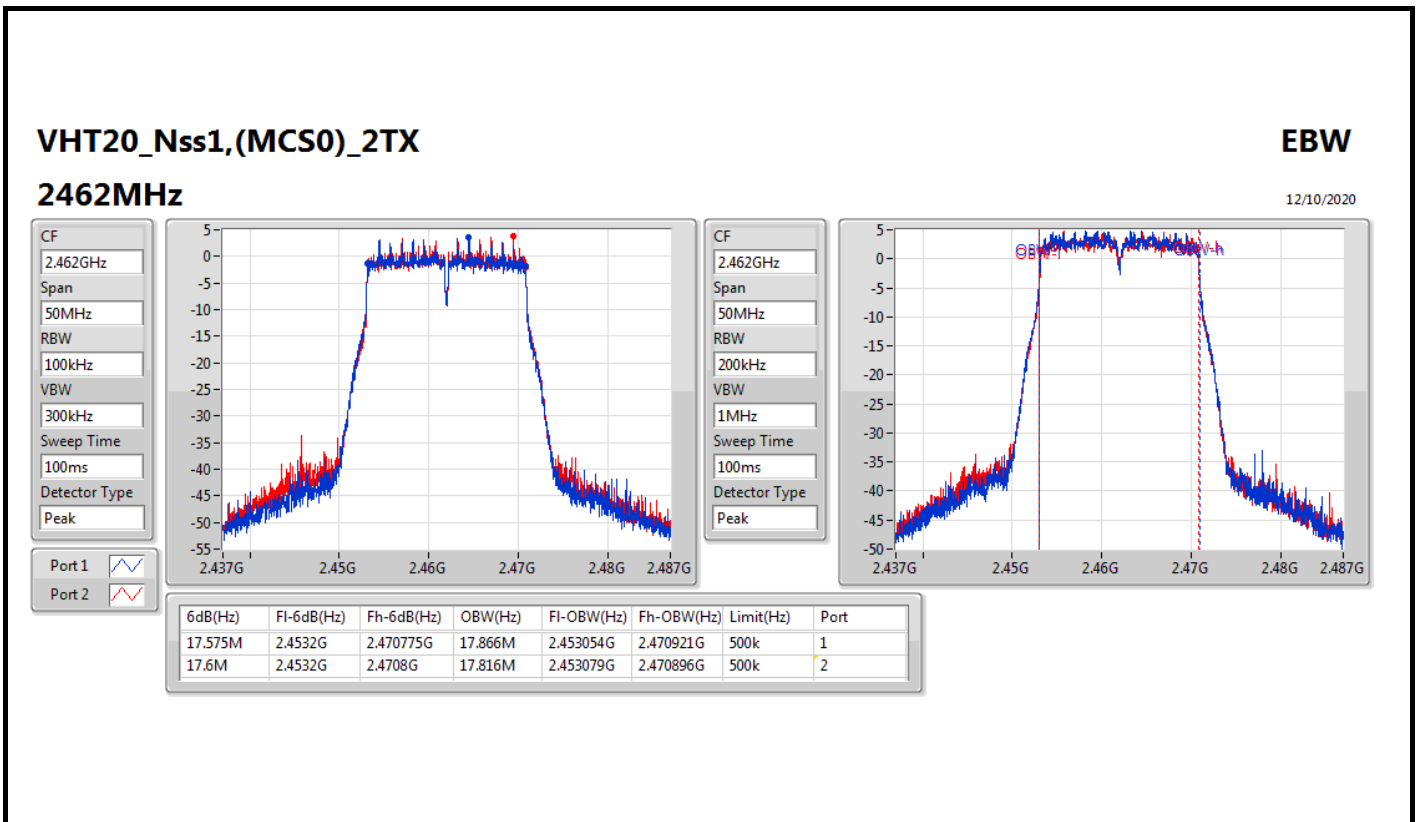 VHT20_Nss1,(MCS0)_2TX
EBW
2462MHz
12/10/2020
CF
2.462GHz
Span
50MHz
RBW
100kHz
VBW
300kHz
Sweep Time
100ms
Detector Type
Peak
Port 1
Port 2
5
0
-5
-10
-15
-20
-25
-30
-35
-40
-45
-50
-55
2.437G 2.45G 2.46G 2.47G 2.48G 2.487G
CF
2.462GHz
Span
50MHz
RBW
200kHz
VBW
1MHz
Sweep Time
100ms
Detector Type
Peak
5
0
-5
-10
-15
-20
-25
-30
-35
-40
-45
-50
2.437G 2.45G 2.46G 2.47G 2.48G 2.487G
6dB(Hz) Fl-6dB(Hz) Fh-6dB(Hz) OBW(Hz) Fl-OBW(Hz) Fh-OBW(Hz) Limit(Hz) Port
17.575M 2.4532G 2.470775G 17.866M 2.453054G 2.470921G 500k 1
17.6M 2.4532G 2.4708G 17.816M 2.453079G 2.470896G 500k 2